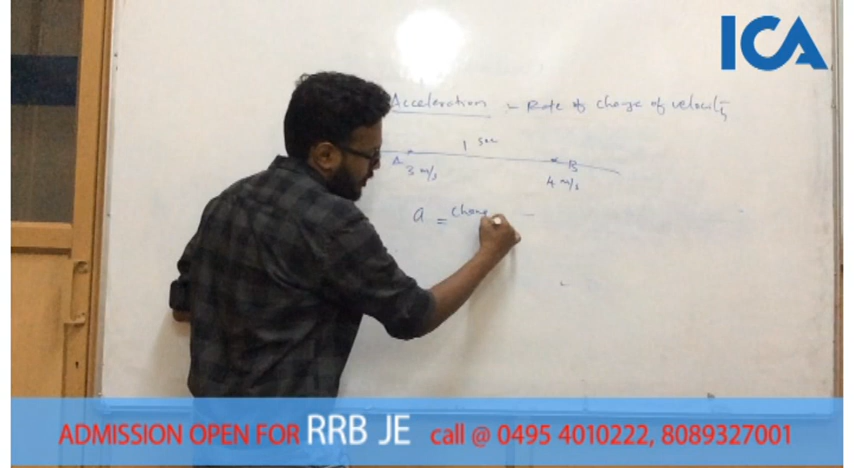 ICA
Acceleration :- Rate of change of velocity
1 sec
A B
3 m/s 4 m/s
a = chang
ADMISSION OPEN FOR RRB JE call @ 0495 4010222, 8089327001